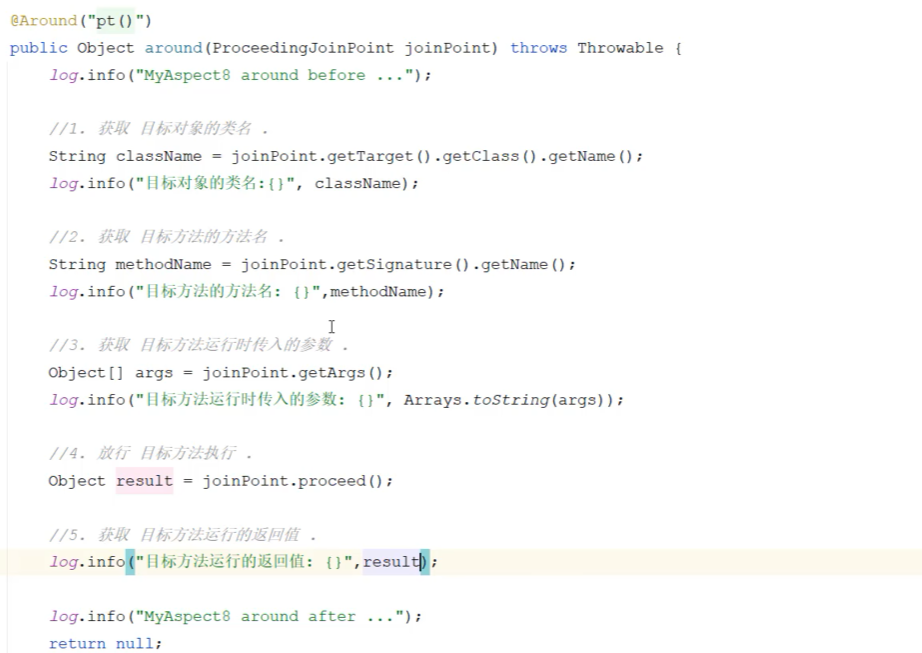 @Around("pt()")
public Object around(ProceedingJoinPoint joinPoint) throws Throwable {
log.info("MyAspect8 around before ...");
//1. 获取 目标对象的类名 .
String className = joinPoint.getTarget().getClass().getName();
log.info("目标对象的类名:{}", className);
//2. 获取 目标方法的方法名 .
String methodName = joinPoint.getSignature().getName();
log.info("目标方法的方法名: {}",methodName);
//3. 获取 目标方法运行时传入的参数 .
Object[] args = joinPoint.getArgs();
log.info("目标方法运行时传入的参数: {}", Arrays.toString(args));
//4. 放行 目标方法执行 .
Object result = joinPoint.proceed();
//5. 获取 目标方法运行的返回值 .
log.info("目标方法运行的返回值: {}",result);
log.info("MyAspect8 around after ...");
return null;